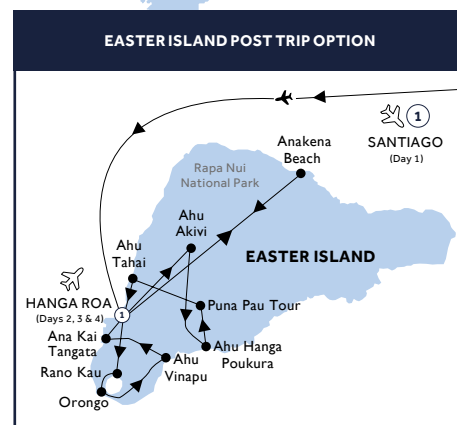 EASTER ISLAND POST TRIP OPTION
1
SANTIAGO
(Day 1)
Anakena
Beach
Rapa Nui
National Park
Ahu
Akivi
Ahu
Tahai
EASTER ISLAND
HANGA ROA
(Days 2, 3 & 4)
1
Puna Pau Tour
Ana Kai
Tangata
Ahu Hanga
Poukura
Ahu
Vinapu
Rano Kau
Orongo